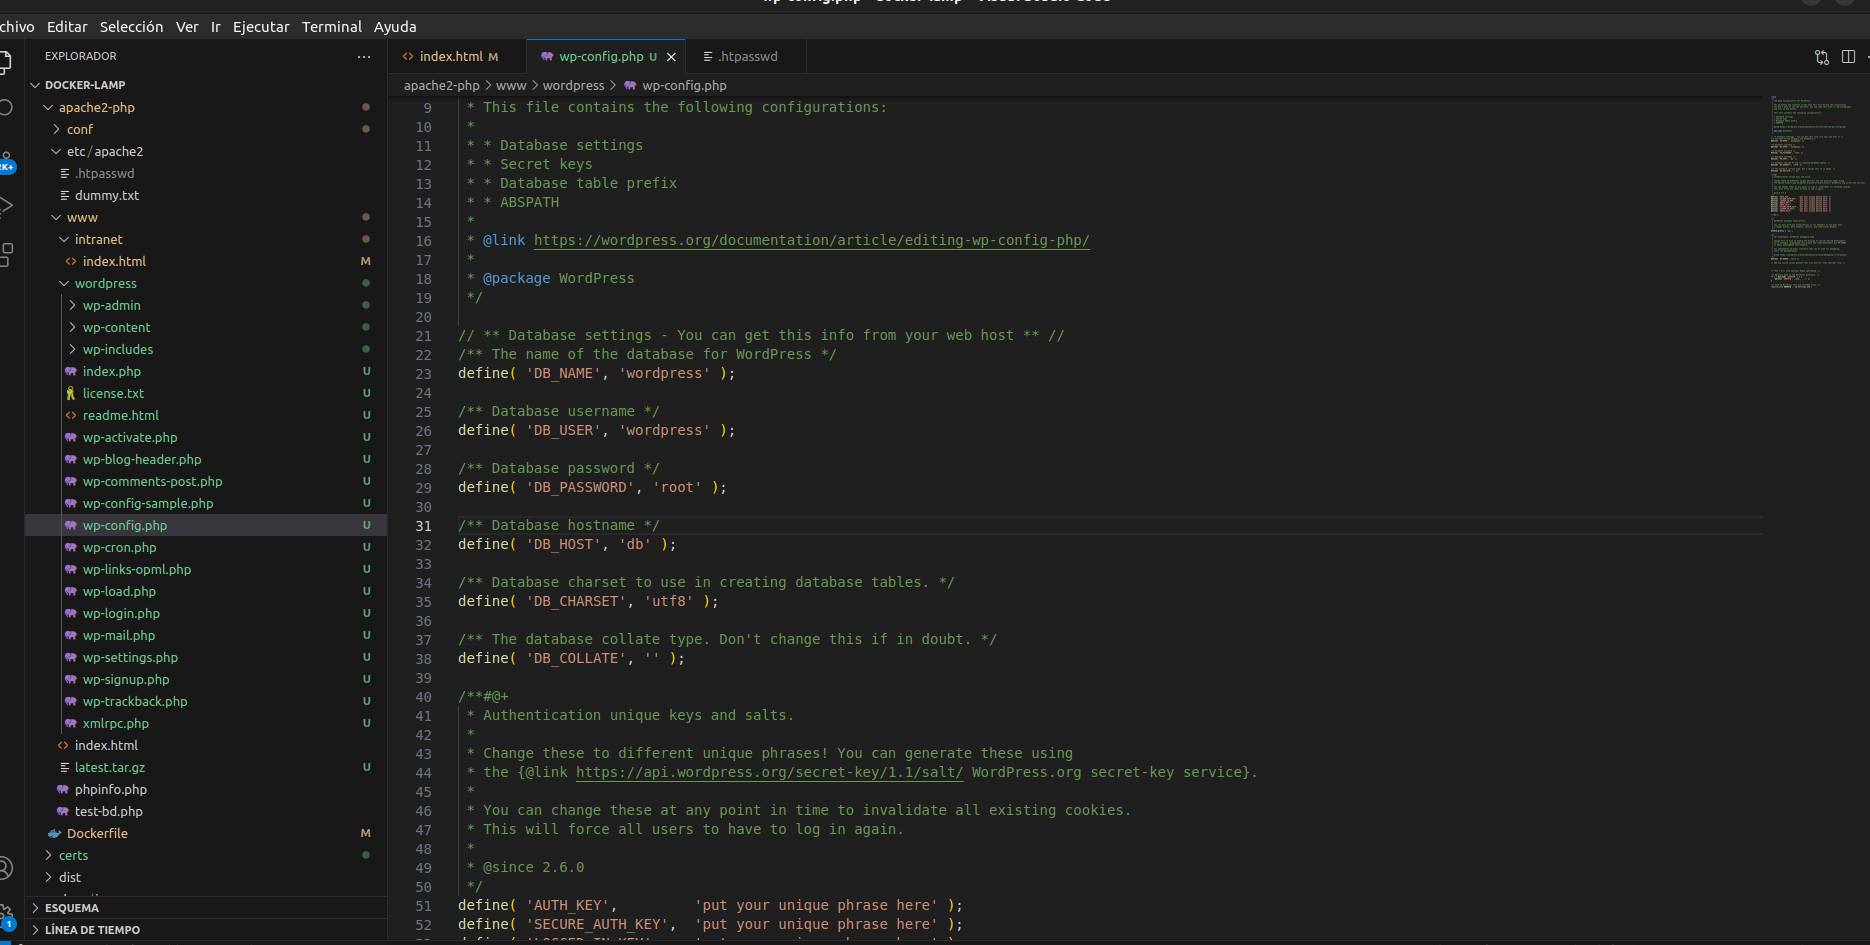 chivo Editar Selección Ver Ir Ejecutar Terminal Ayuda
EXPLORADOR
DOCKER-LAMP
apache2-php
conf
etc/apache2
.htpasswd
dummy.txt
www
intranet
index.html M
wordpress
wp-admin
wp-content
wp-includes
index.php U
license.txt U
readme.html U
wp-activate.php U
wp-blog-header.php U
wp-comments-post.php U
wp-config-sample.php U
wp-config.php U
wp-cron.php U
wp-links-opml.php U
wp-load.php U
wp-login.php U
wp-mail.php U
wp-settings.php U
wp-signup.php U
wp-trackback.php U
xmlrpc.php U
index.html
latest.tar.gz U
phpinfo.php
test-bd.php
Dockerfile M
certs
dist
ESQUEMA
LÍNEA DE TIEMPO
K+
1
index.html M wp-config.php U .htpasswd
apache2-php > www > wordpress > wp-config.php
9 * This file contains the following configurations:
10 *
11 * * Database settings
12 * * Secret keys
13 * * Database table prefix
14 * * ABSPATH
15 *
16 * @link https://wordpress.org/documentation/article/editing-wp-config-php/
17 *
18 * @package WordPress
19 */
20
21 // ** Database settings - You can get this info from your web host ** //
22 /** The name of the database for WordPress */
23 define( 'DB_NAME', 'wordpress' );
24
25 /** Database username */
26 define( 'DB_USER', 'wordpress' );
27
28 /** Database password */
29 define( 'DB_PASSWORD', 'root' );
30
31 /** Database hostname */
32 define( 'DB_HOST', 'db' );
33
34 /** Database charset to use in creating database tables. */
35 define( 'DB_CHARSET', 'utf8' );
36
37 /** The database collate type. Don't change this if in doubt. */
38 define( 'DB_COLLATE', '' );
39
40 /**#@+
41 * Authentication unique keys and salts.
42 *
43 * Change these to different unique phrases! You can generate these using
44 * the {@link https://api.wordpress.org/secret-key/1.1/salt/ WordPress.org secret-key service}.
45 *
46 * You can change these at any point in time to invalidate all existing cookies.
47 * This will force all users to have to log in again.
48 *
49 * @since 2.6.0
50 */
51 define( 'AUTH_KEY', 'put your unique phrase here' );
52 define( 'SECURE_AUTH_KEY', 'put your unique phrase here' );